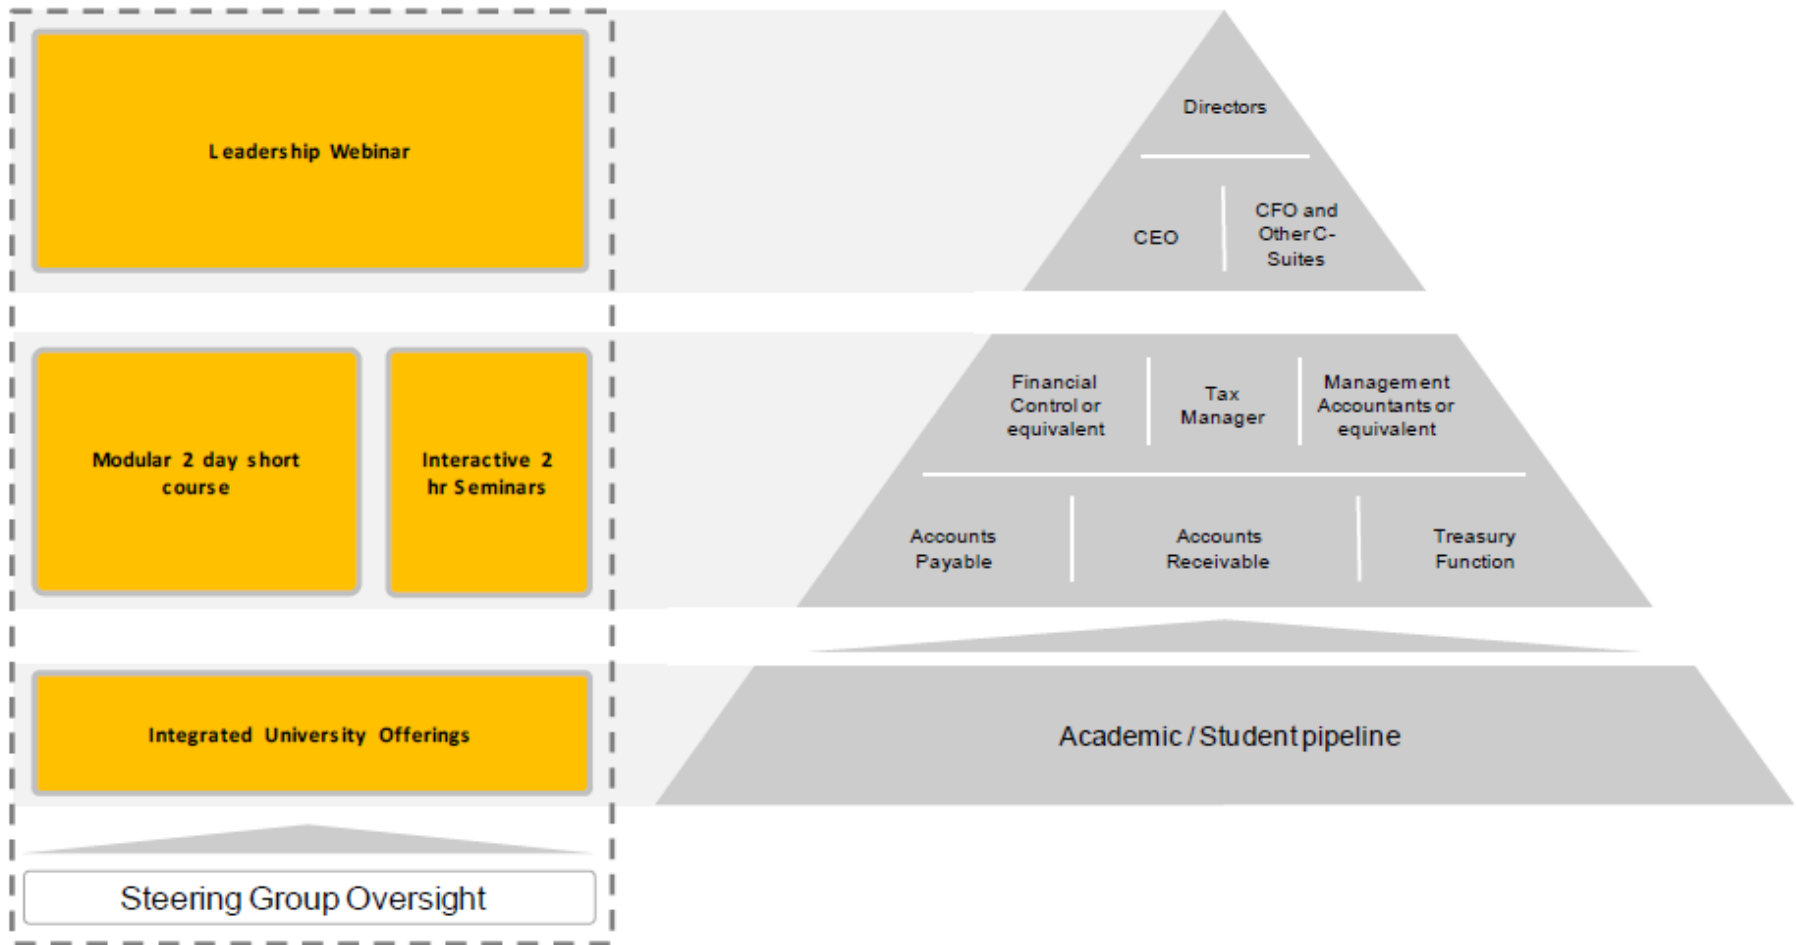 Leadership Webinar
Directors
CEO
CFO and
Other C-
Suites
Modular 2 day short
course
Interactive 2
hr Seminars
Financial
Control or
equivalent
Tax
Manager
Management
Accountants or
equivalent
Accounts
Payable
Accounts
Receivable
Treasury
Function
Integrated University Offerings
Academic / Student pipeline
Steering Group Oversight